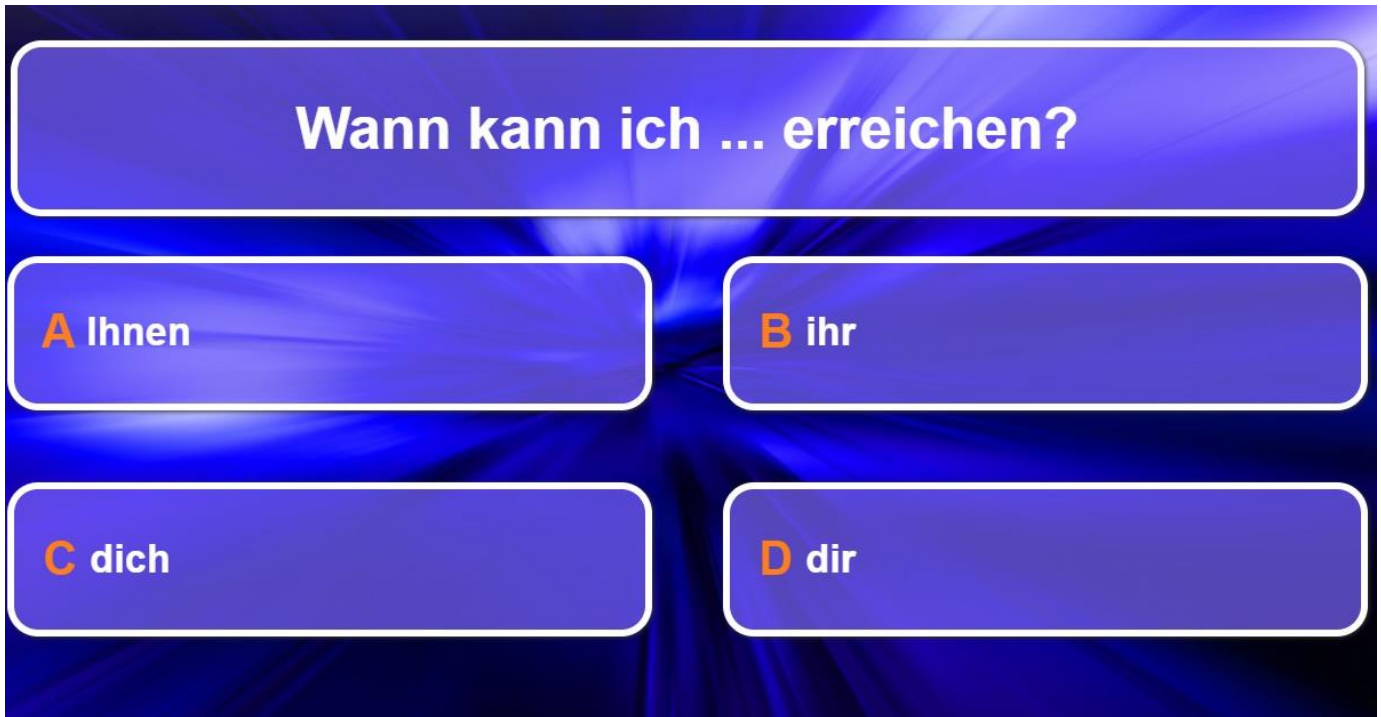 Wann kann ich ... erreichen?
A Ihnen
B ihr
C dich
D dir